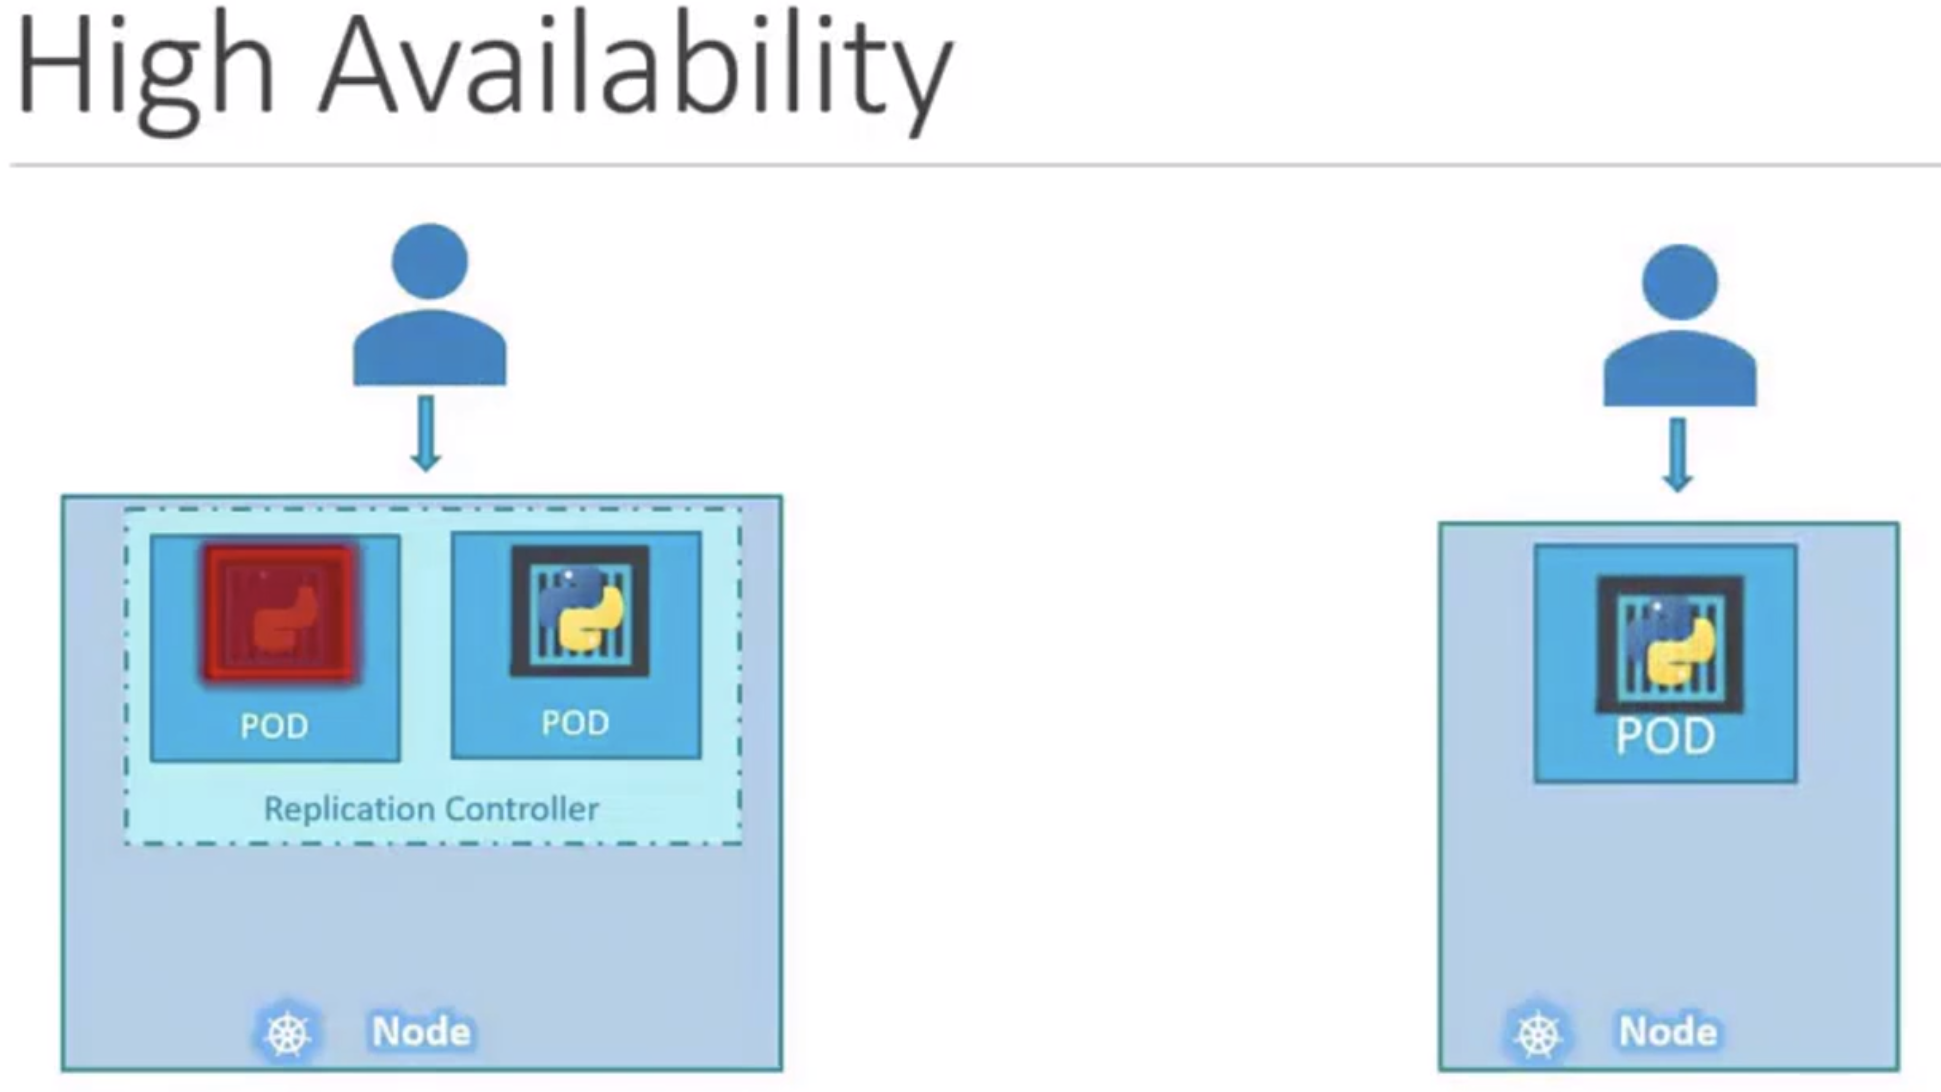 High Availability
POD
POD
Replication Controller
Node
POD
Node